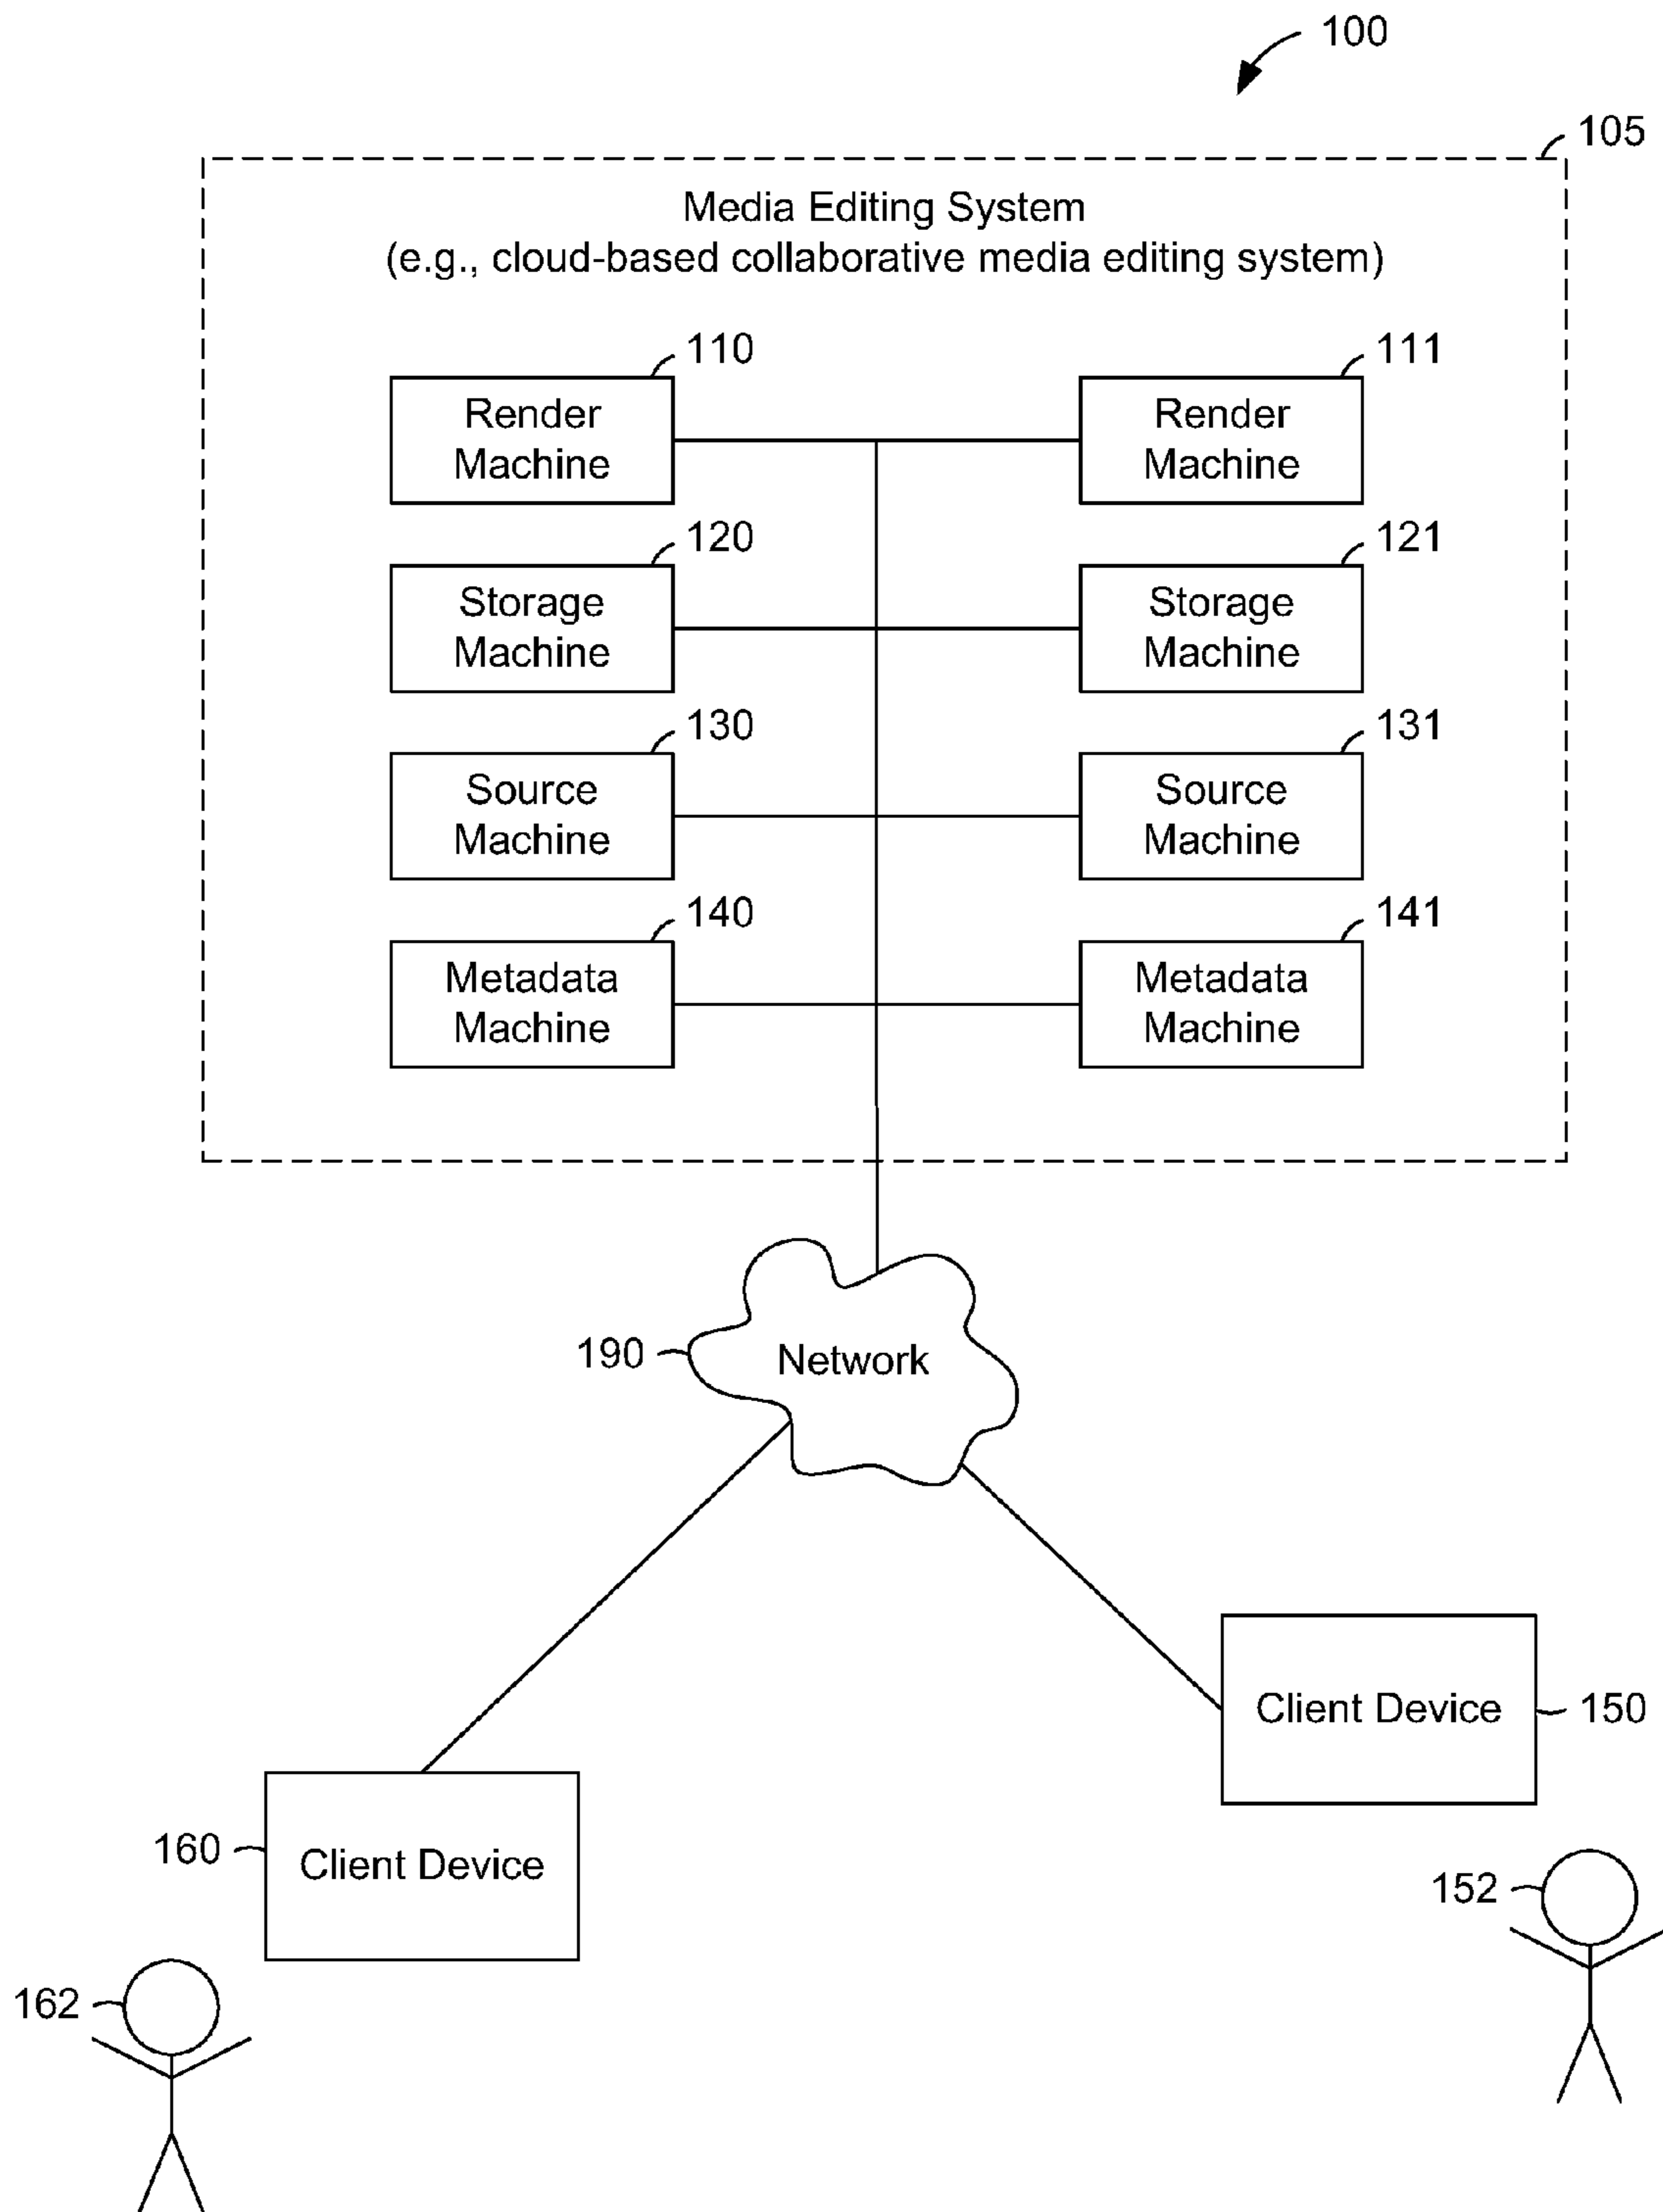 100
105
Media Editing System
(e.g., cloud-based collaborative media editing system)
110
Render
Machine
111
Render
Machine
120
Storage
Machine
121
Storage
Machine
130
Source
Machine
131
Source
Machine
140
Metadata
Machine
141
Metadata
Machine
190
Network
Client Device
150
160
Client Device
152
162